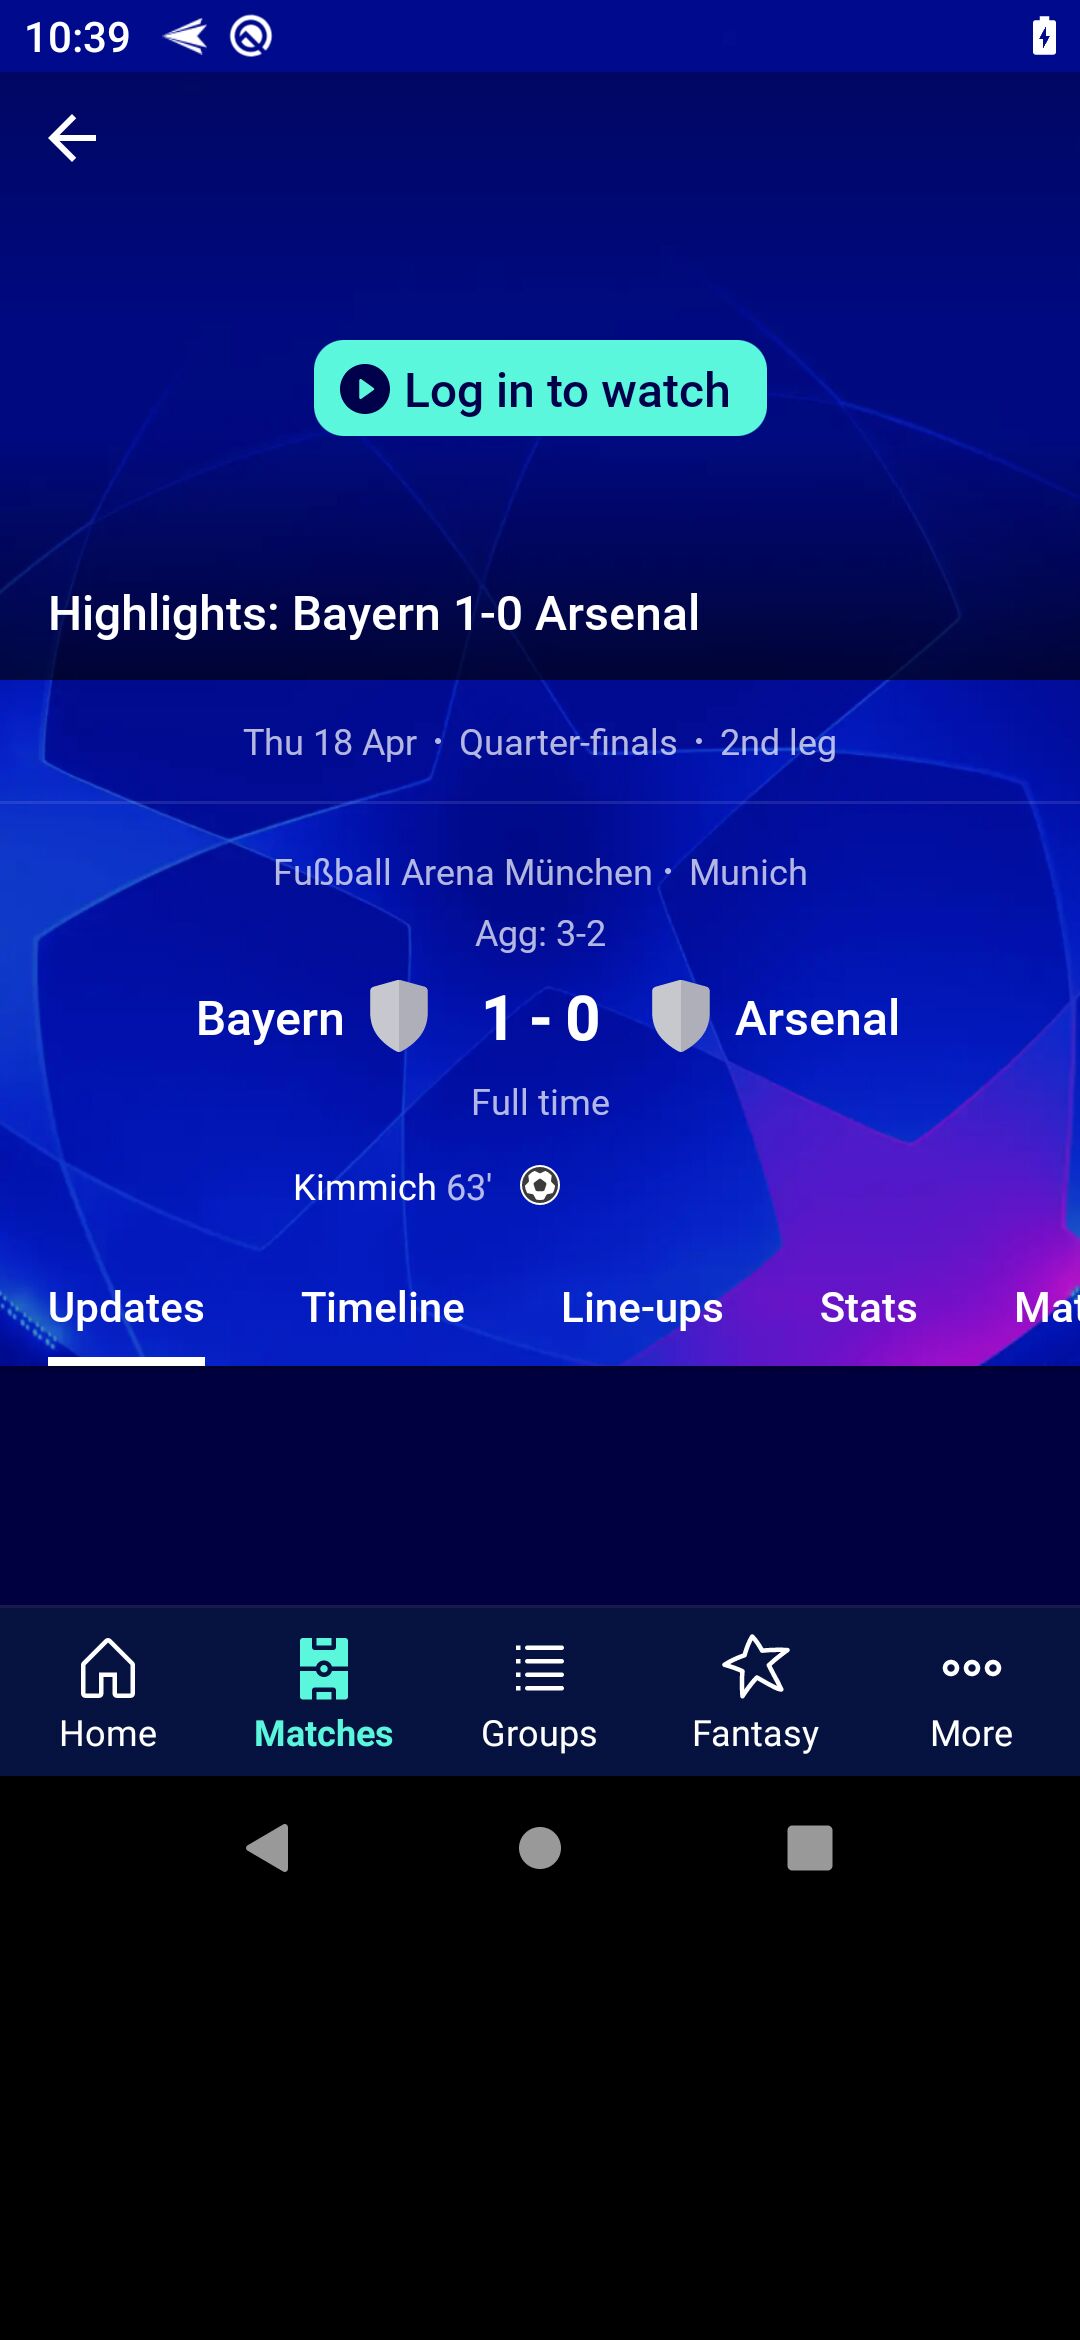 10:39
Log in to watch
Highlights: Bayern 1-0 Arsenal
Thu 18 Apr · Quarter-finals · 2nd leg
Fußball Arena München · Munich
Agg: 3-2
Bayern 1 - 0 Arsenal
Full time
Kimmich 63'
Updates Timeline Line-ups Stats Mat
Home Matches Groups Fantasy More